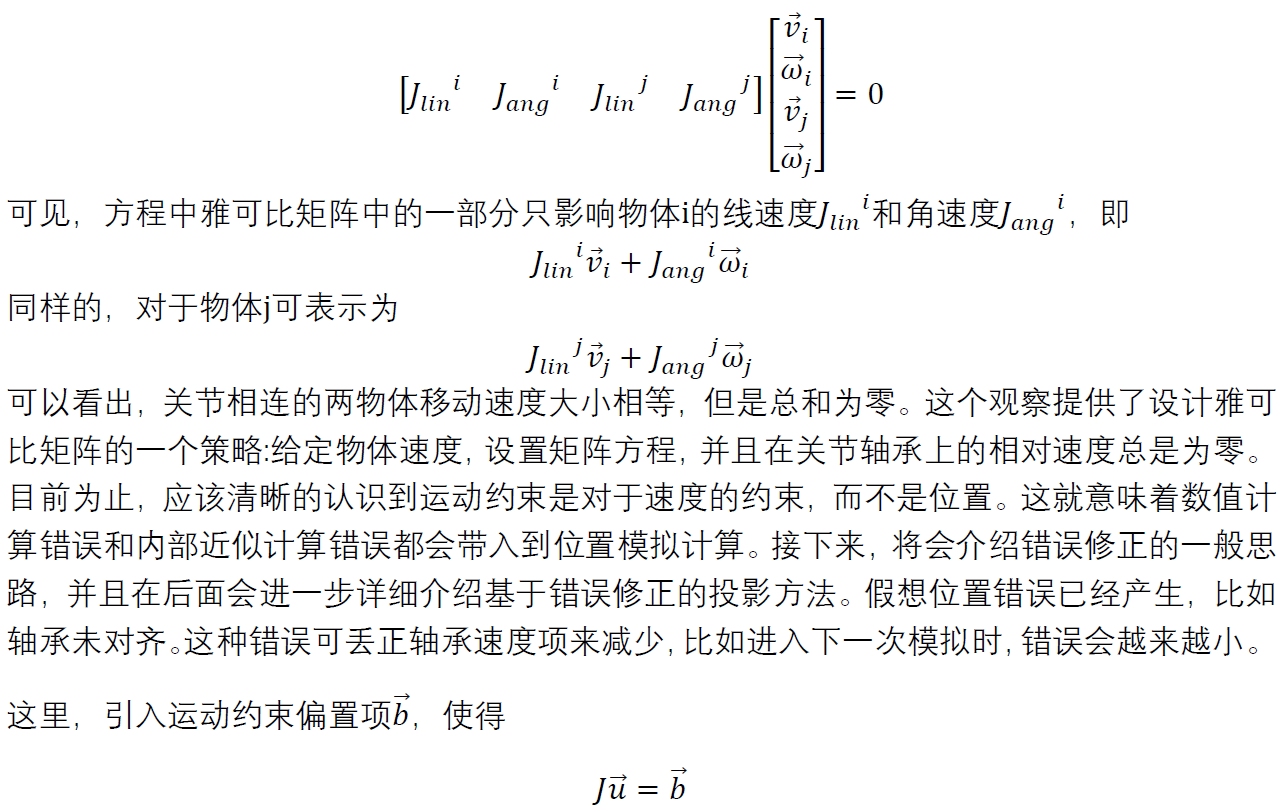 [J_{lin}^{i} J_{ang}^{i} J_{lin}^{j} J_{ang}^{j}] [\vec{v}_i \vec{ω}_i \vec{v}_j \vec{ω}_j] = 0
可见，方程中雅可比矩阵中的一部分只影响物体i的线速度J_{lin}^{i}和角速度J_{ang}^{i}，即
J_{lin}^{i}\vec{v}_i + J_{ang}^{i}\vec{ω}_i
同样的，对于物体j可表示为
J_{lin}^{j}\vec{v}_j + J_{ang}^{j}\vec{ω}_j
可以看出，关节相连的两物体移动速度大小相等，但是总和为零。这个观察提供了设计雅可
比矩阵的一个策略:给定物体速度，设置矩阵方程，并且在关节轴承上的相对速度总是为零。
目前为止，应该清晰的认识到运动约束是对于速度的约束，而不是位置。这就意味着数值计
算错误和内部近似计算错误都会带入到位置模拟计算。接下来，将会介绍错误修正的一般思
路，并且在后面会进一步详细介绍基于错误修正的投影方法。假想位置错误已经产生，比如
轴承未对齐。这种错误可丢正轴承速度项来减少，比如进入下一次模拟时，错误会越来越小。
这里，引入运动约束偏置项\vec{b}，使得
J\vec{u} = \vec{b}